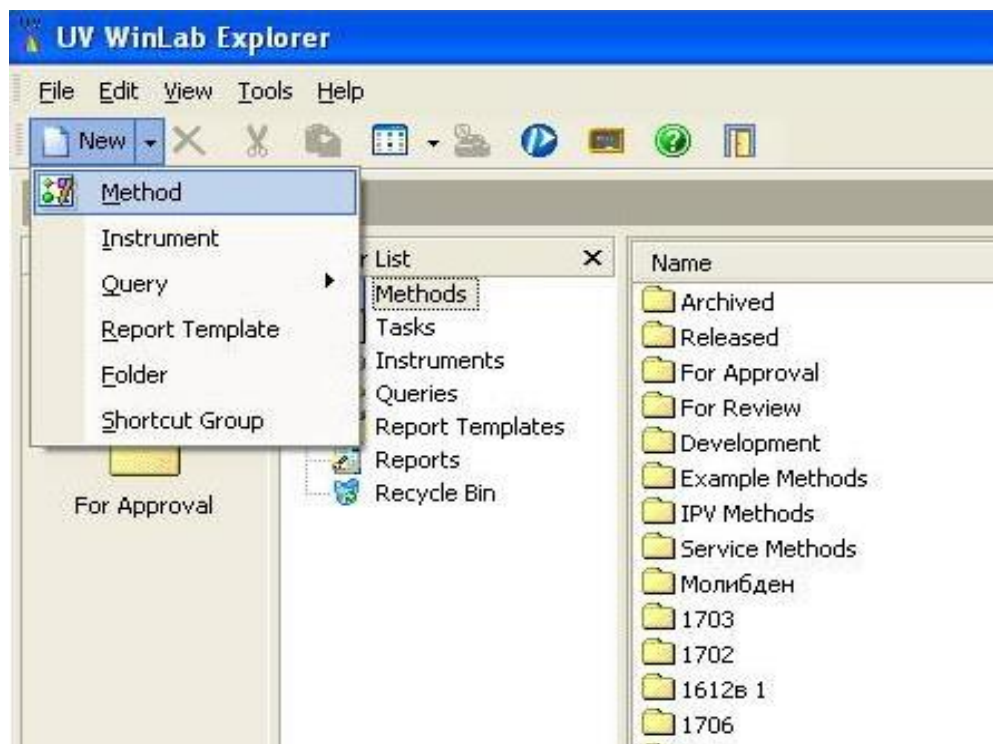 UV WinLab Explorer
File Edit View Tools Help
New
Method
Instrument
Query
Report Template
Folder
Shortcut Group
For Approval
List
Methods
Tasks
Instruments
Queries
Report Templates
Reports
Recycle Bin
Name
Archived
Released
For Approval
For Review
Development
Example Methods
IPV Methods
Service Methods
Молибден
1703
1702
1612в 1
1706